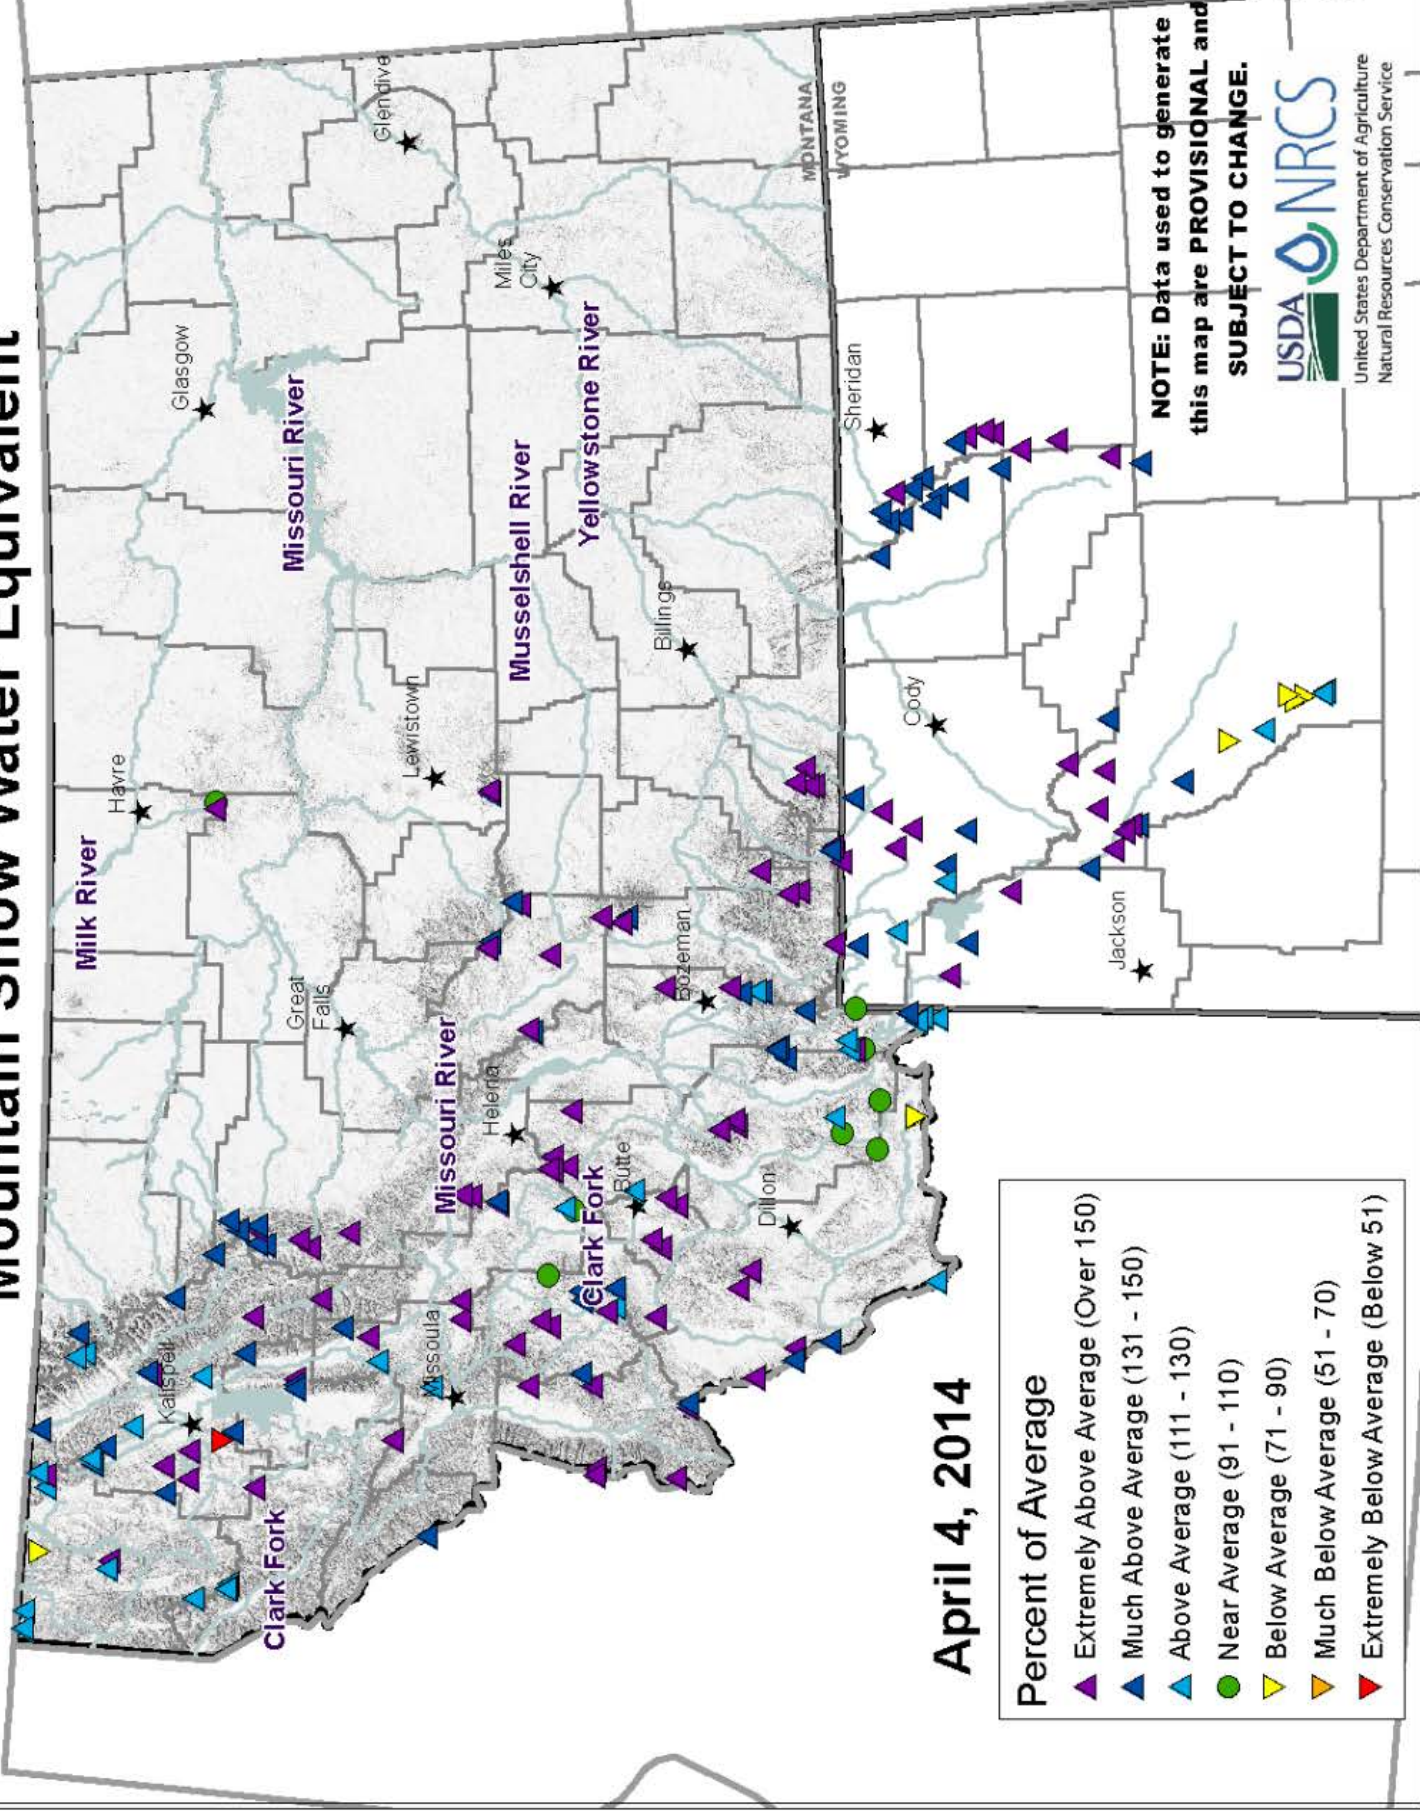 Mountain Snow Water Equivalent
Milk River
Havre
Glasgow
Missouri River
Glendive
Kalispell
Great
Falls
Lewistown
Clark Fork
Missouri River
Musselshell River
Miles
City
Missoula
Helena
Yellowstone River
Clark Fork
Butte
Bozeman
Billings
Dillon
MONTANA
WYOMING
Sheridan
Cody
Jackson
April 4, 2014
Percent of Average
Extremely Above Average (Over 150)
Much Above Average (131 - 150)
Above Average (111 - 130)
Near Average (91 - 110)
Below Average (71 - 90)
Much Below Average (51 - 70)
Extremely Below Average (Below 51)
NOTE: Data used to generate
this map are PROVISIONAL and
SUBJECT TO CHANGE.
USDA NRCS
United States Department of Agriculture
Natural Resources Conservation Service